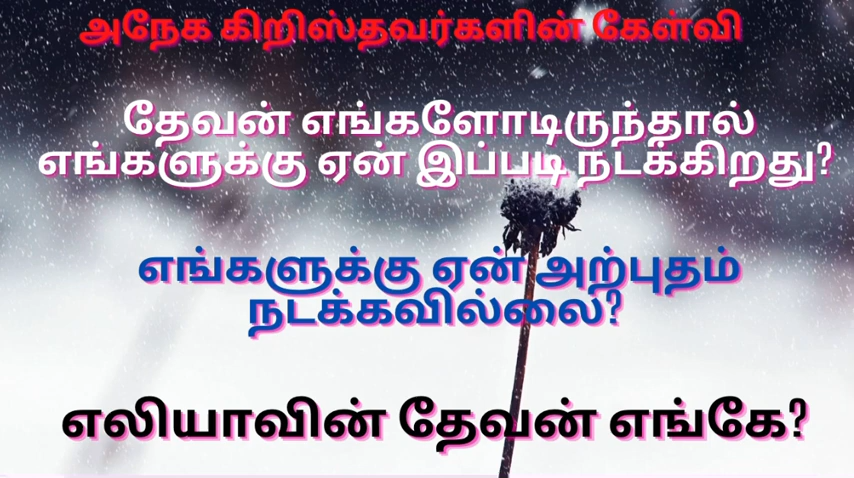 அநேக கிறிஸ்தவர்களின் கேள்வி
தேவன் எங்களோடிருந்தால்
எங்களுக்கு ஏன் இப்படி நடக்கிறது?
எங்களுக்கு ஏன் அற்புதம்
நடக்கவில்லை?
எலியாவின் தேவன் எங்கே?